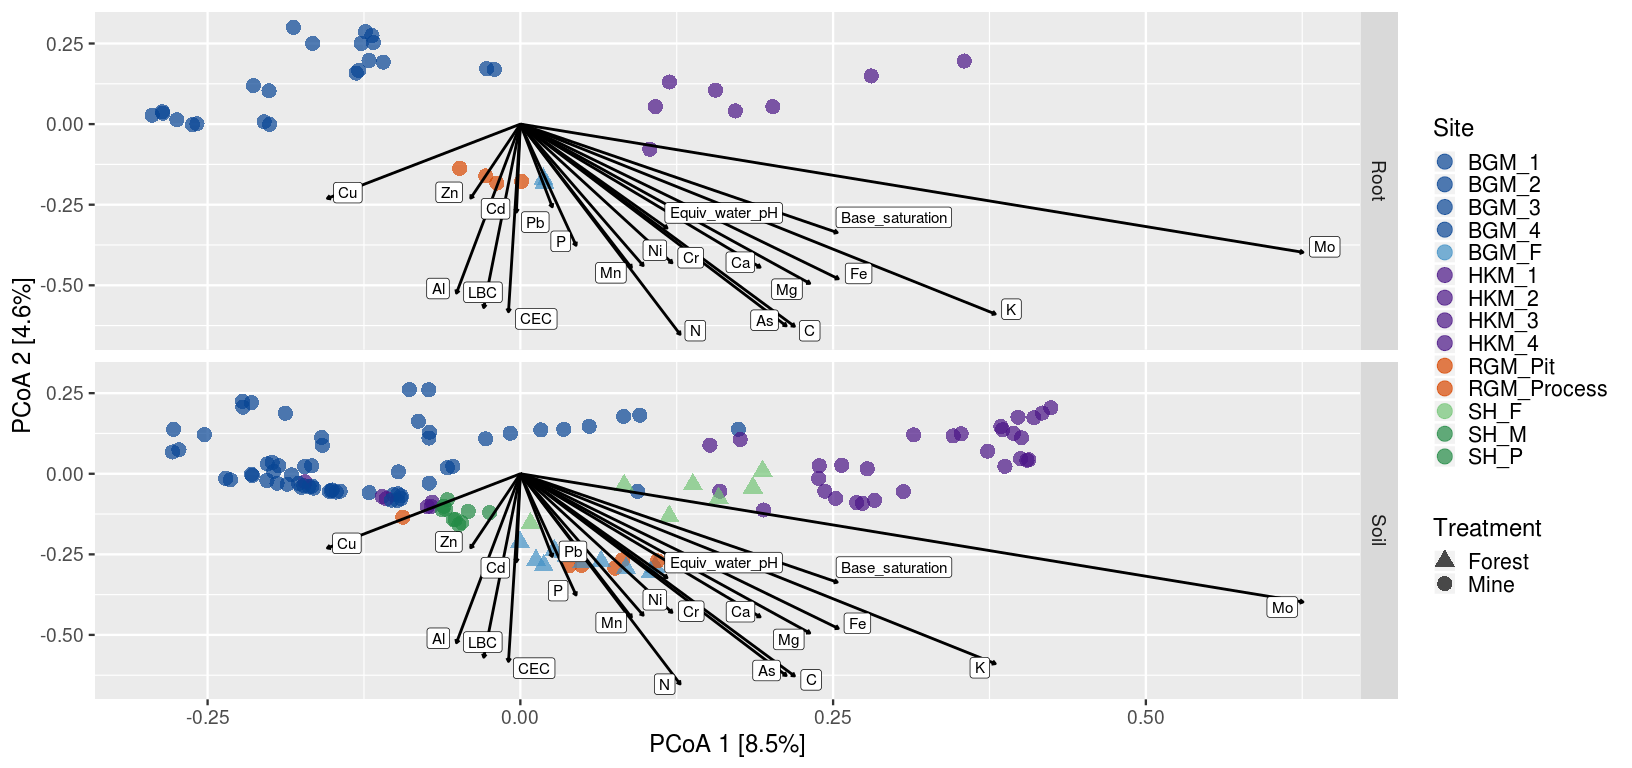 PCoA 2 [4.6%]
0.25
0.00
-0.25
-0.50
Cu
Zn
Cd
Pb
P
Equiv_water_pH
Base_saturation
Mo
Ni
Cr
Ca
Fe
Mn
Mg
Al
LBC
CEC
As
C
N
K
Root
0.25
0.00
-0.25
-0.50
Cu
Zn
Cd
Pb
P
Equiv_water_pH
Base_saturation
Mo
Ni
Cr
Ca
Fe
Mn
Mg
Al
LBC
CEC
As
C
N
K
Soil
-0.25
0.00
0.25
0.50
PCoA 1 [8.5%]
Site
BGM_1
BGM_2
BGM_3
BGM_4
BGM_F
HKM_1
HKM_2
HKM_3
HKM_4
RGM_Pit
RGM_Process
SH_F
SH_M
SH_P
Treatment
Forest
Mine